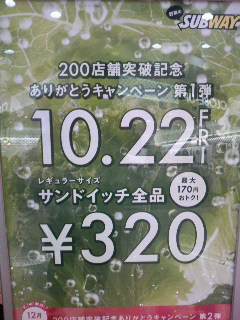 野菜の
SUBWAY
200店舗突破記念
ありがとうキャンペーン 第1弾
10.22 FRI
レギュラーサイズ
サンドイッチ全品
最大
170円
おトク!
¥320
12月
200店舗突破記念ありがとうキャンペーン 第2弾